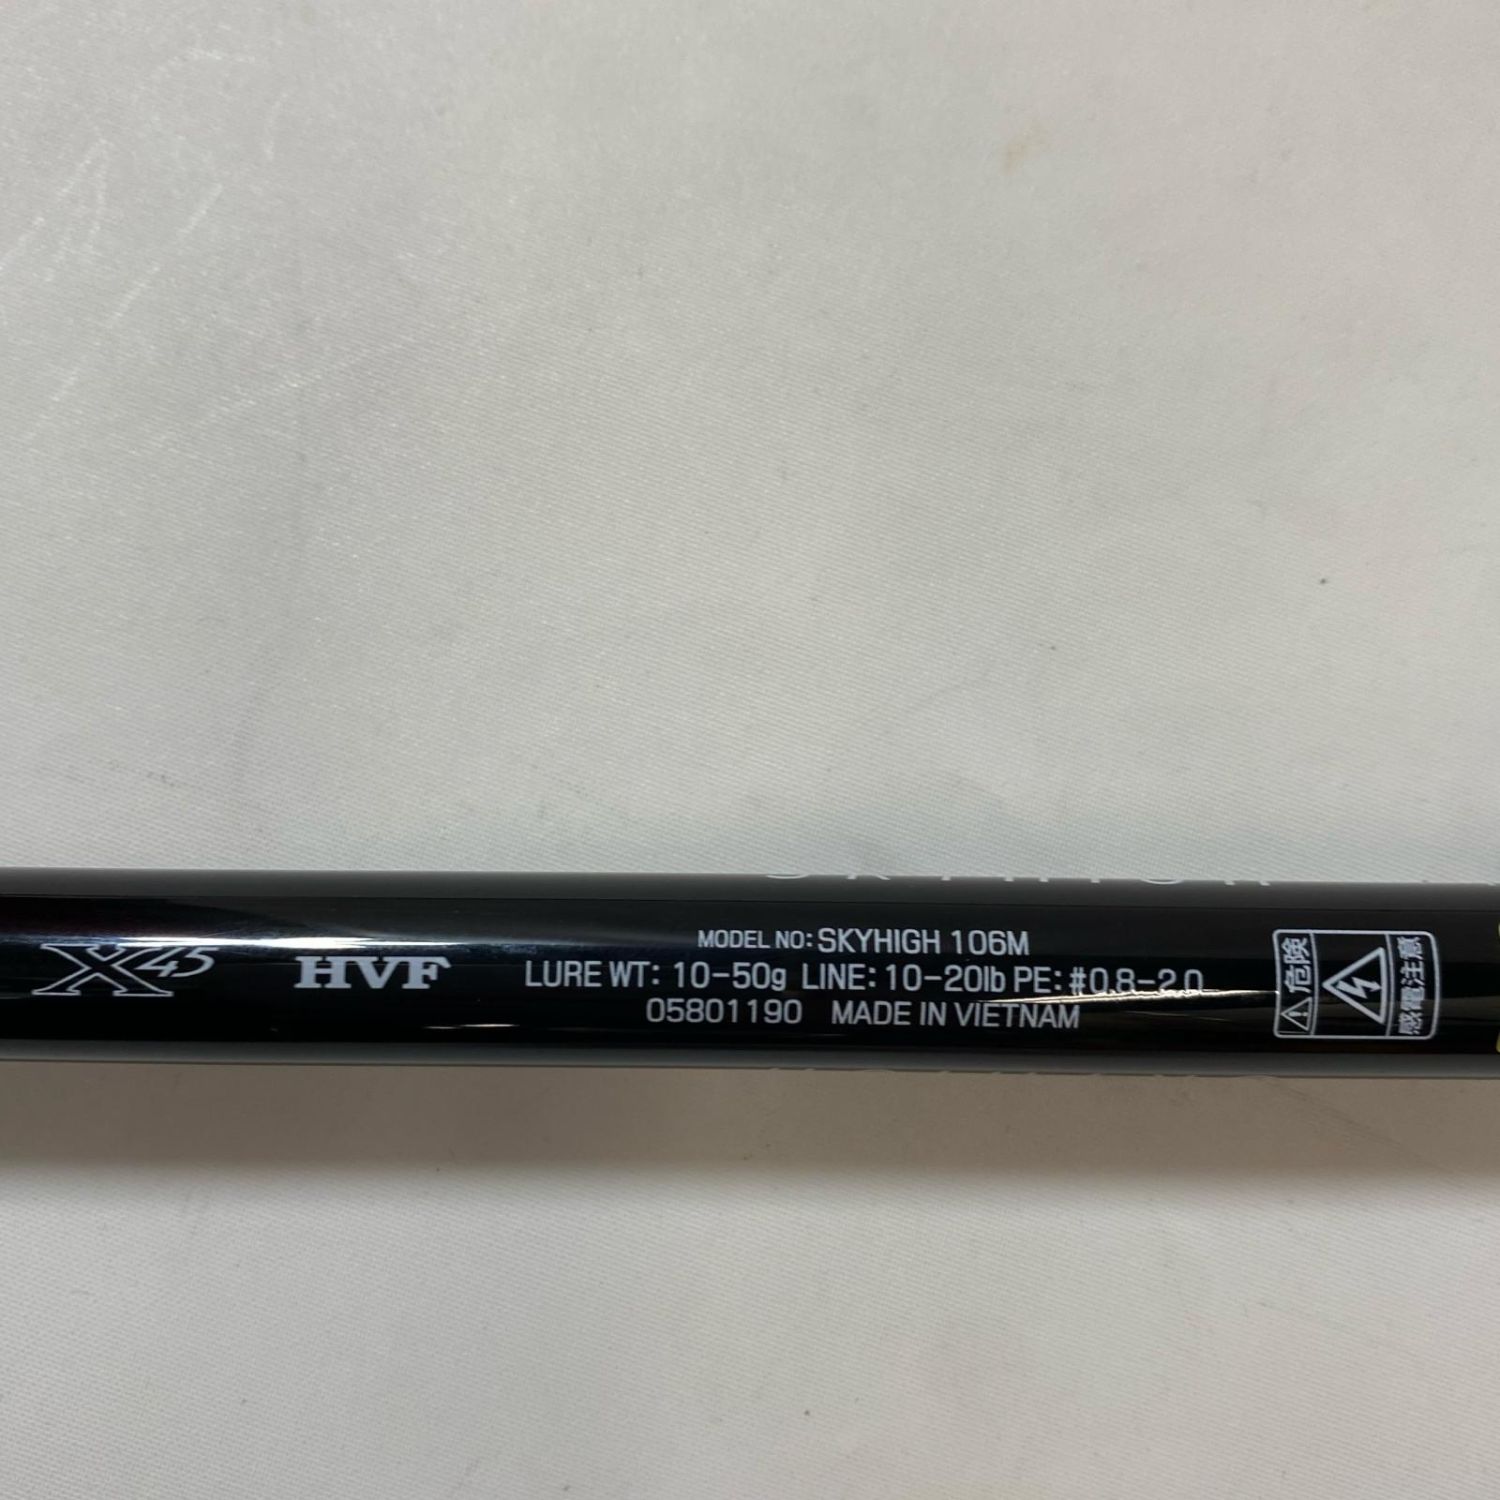 X45
HVF
MODEL NO: SKYHIGH 106M
LURE WT: 10-50g LINE: 10-20lb PE: #0.8-2.0
05801190 MADE IN VIETNAM
危険
感電注意